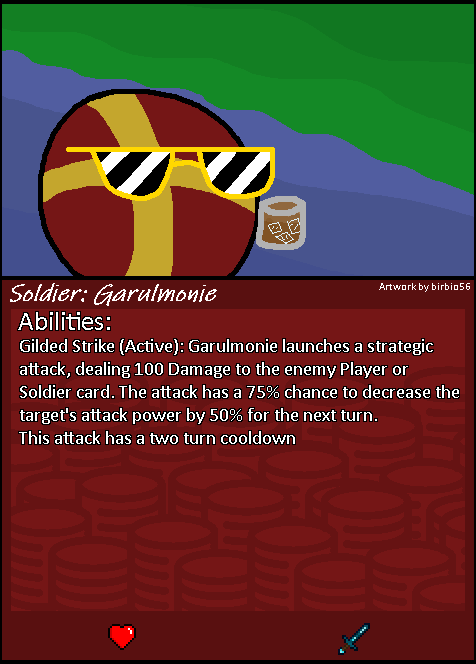 Soldier: Garulmonie
Artwork by birbio56
Abilities:
Gilded Strike (Active): Garulmonie launches a strategic
attack, dealing 100 Damage to the enemy Player or
Soldier card. The attack has a 75% chance to decrease the
target's attack power by 50% for the next turn.
This attack has a two turn cooldown